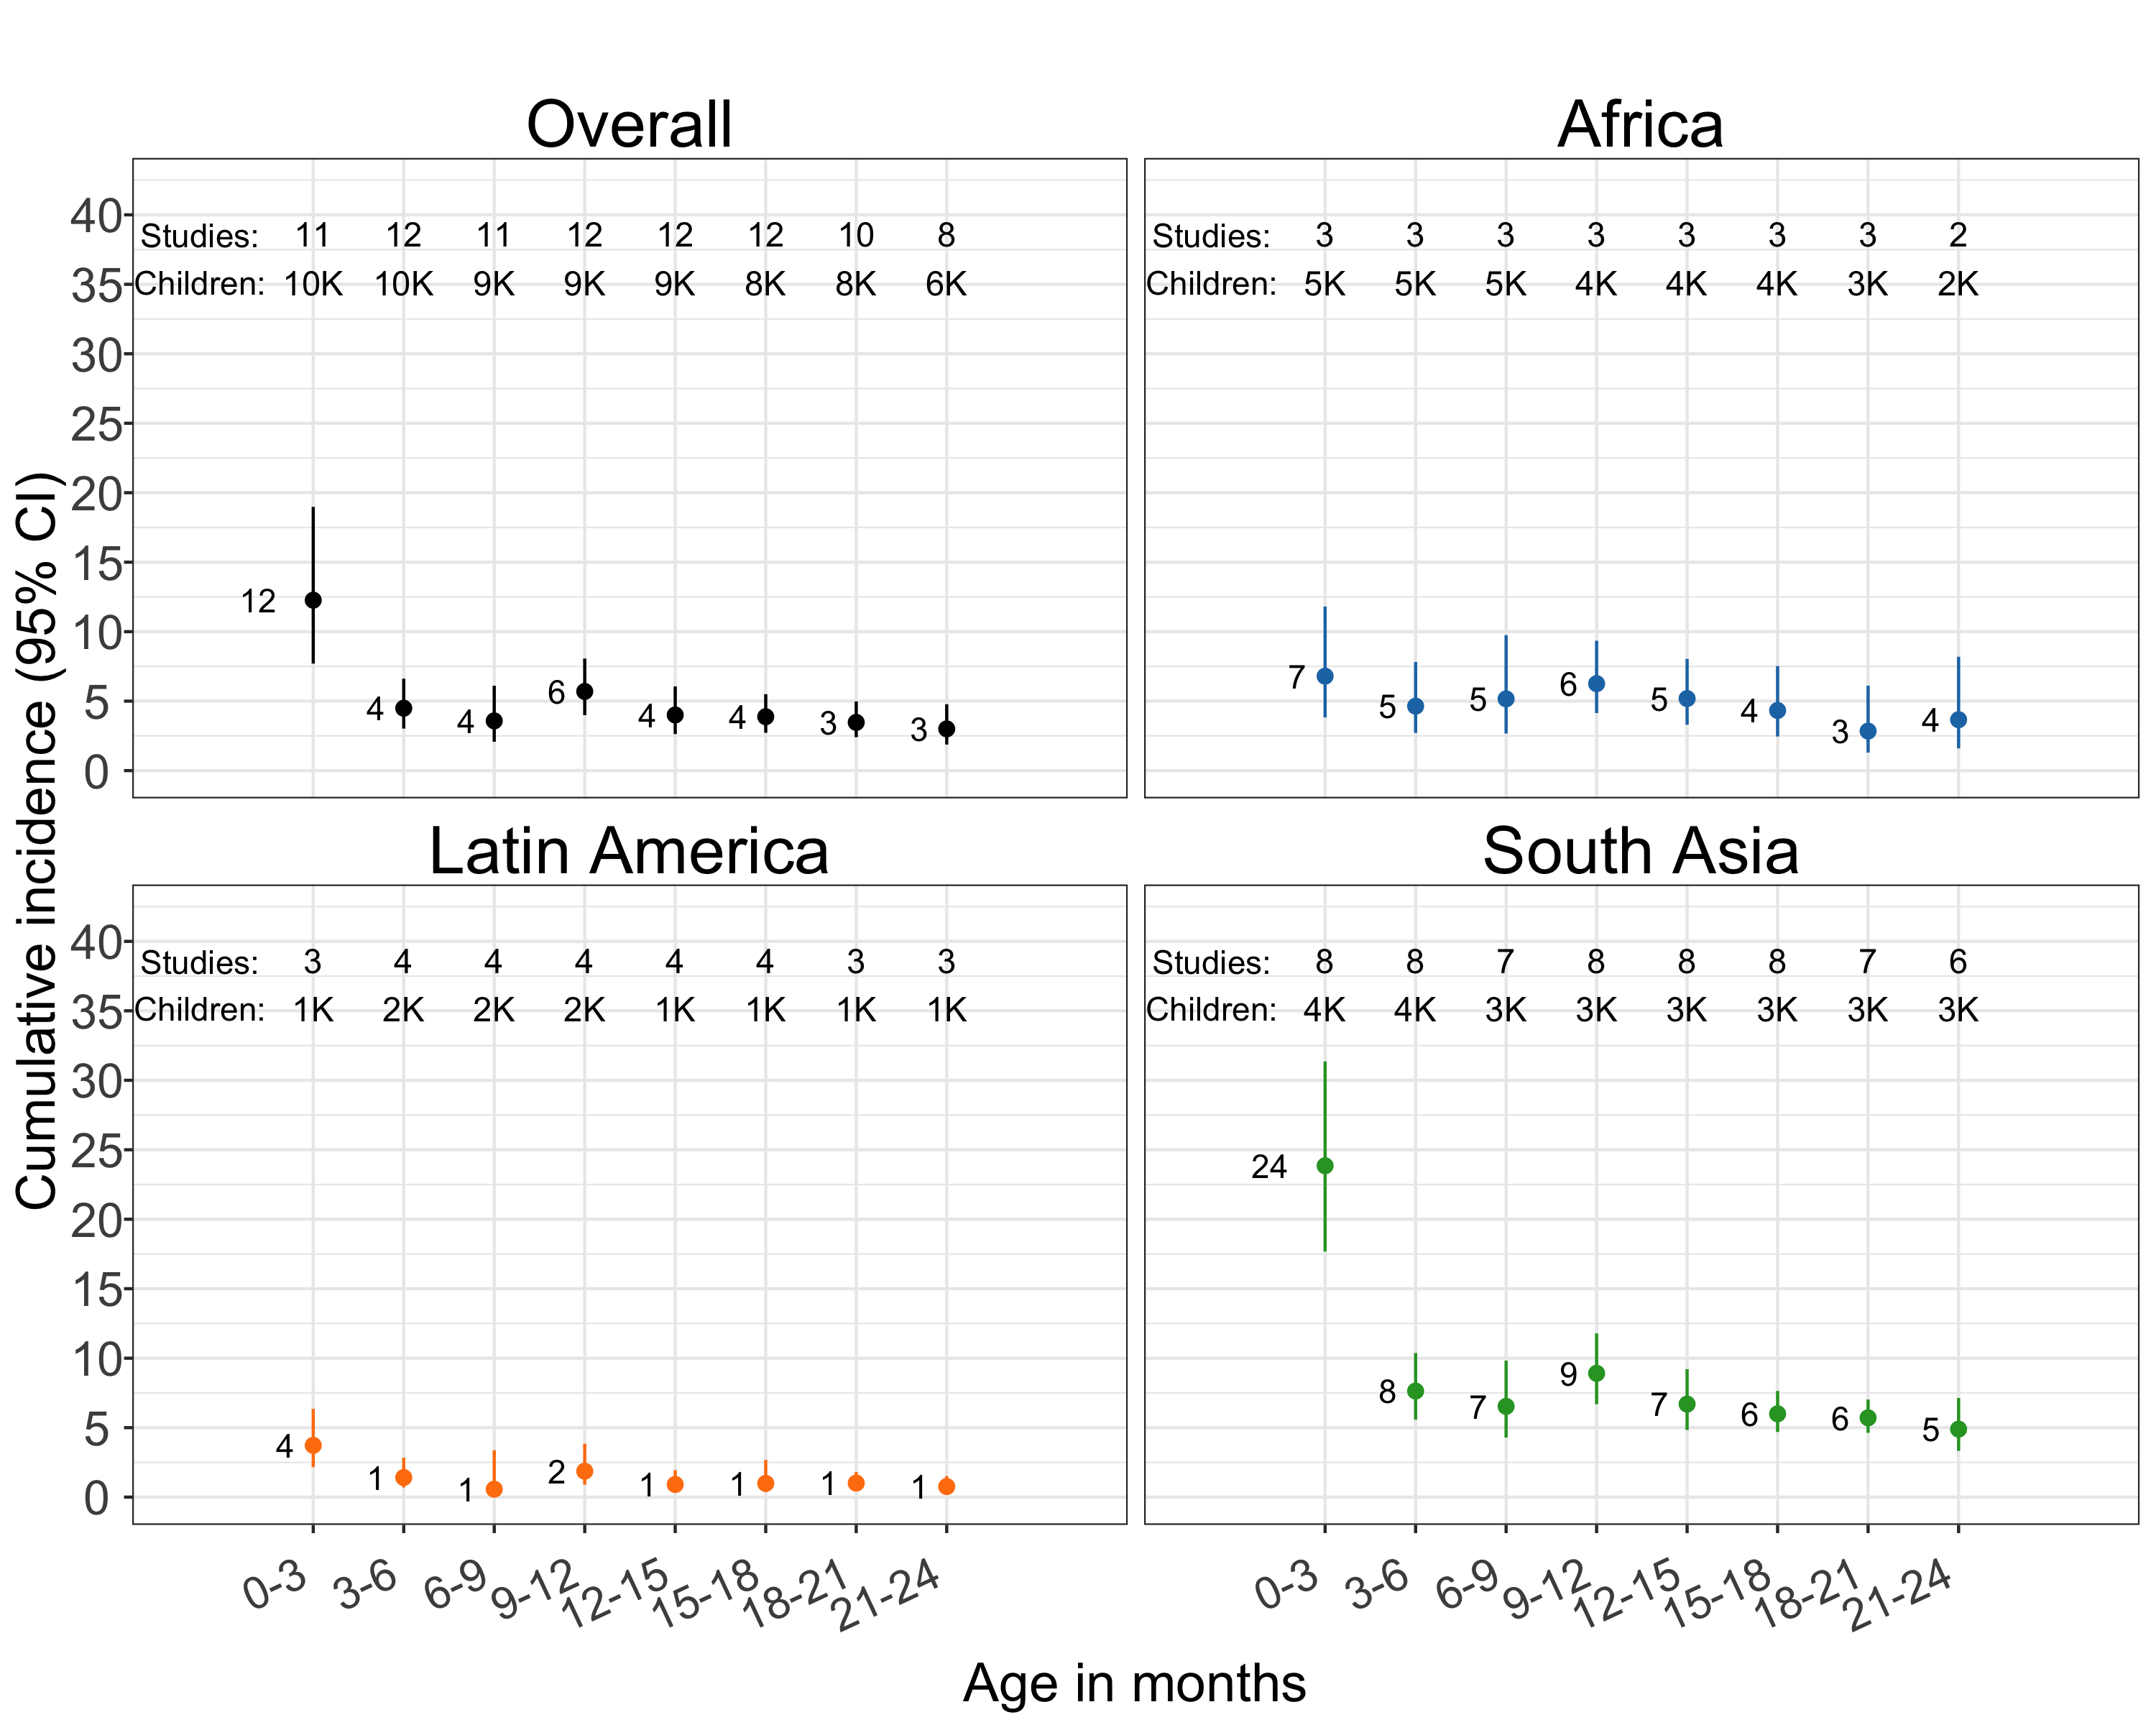 Overall
Africa
Cumulative incidence (95% CI)
40
35
30
25
20
15
10
5
0
Studies: 11 12 11 12 12 12 10 8
Children: 10K 10K 9K 9K 9K 8K 8K 6K
12 4 4 6 4 4 3 3
Studies: 3 3 3 3 3 3 3 2
Children: 5K 5K 5K 4K 4K 4K 3K 2K
7 5 5 6 5 4 3 4
Latin America
South Asia
40
35
30
25
20
15
10
5
0
Studies: 3 4 4 4 4 4 3 3
Children: 1K 2K 2K 2K 1K 1K 1K 1K
4 1 1 2 1 1 1 1
Studies: 8 8 7 8 8 8 7 6
Children: 4K 4K 3K 3K 3K 3K 3K 3K
24 8 7 9 7 6 6 5
0-3 3-6 6-9 9-12 12-15 15-18 18-21 21-24
0-3 3-6 6-9 9-12 12-15 15-18 18-21 21-24
Age in months